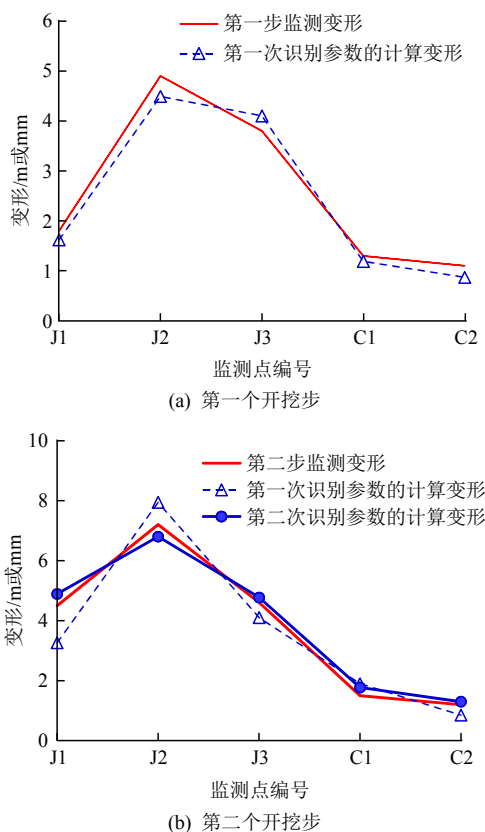 6
5
4
3
2
1
0
变形/m或mm
第一步监测变形
第一次识别参数的计算变形
J1 J2 J3 C1 C2
监测点编号
(a) 第一个开挖步
10
8
6
4
2
0
变形/m或mm
第二步监测变形
第一次识别参数的计算变形
第二次识别参数的计算变形
J1 J2 J3 C1 C2
监测点编号
(b) 第二个开挖步